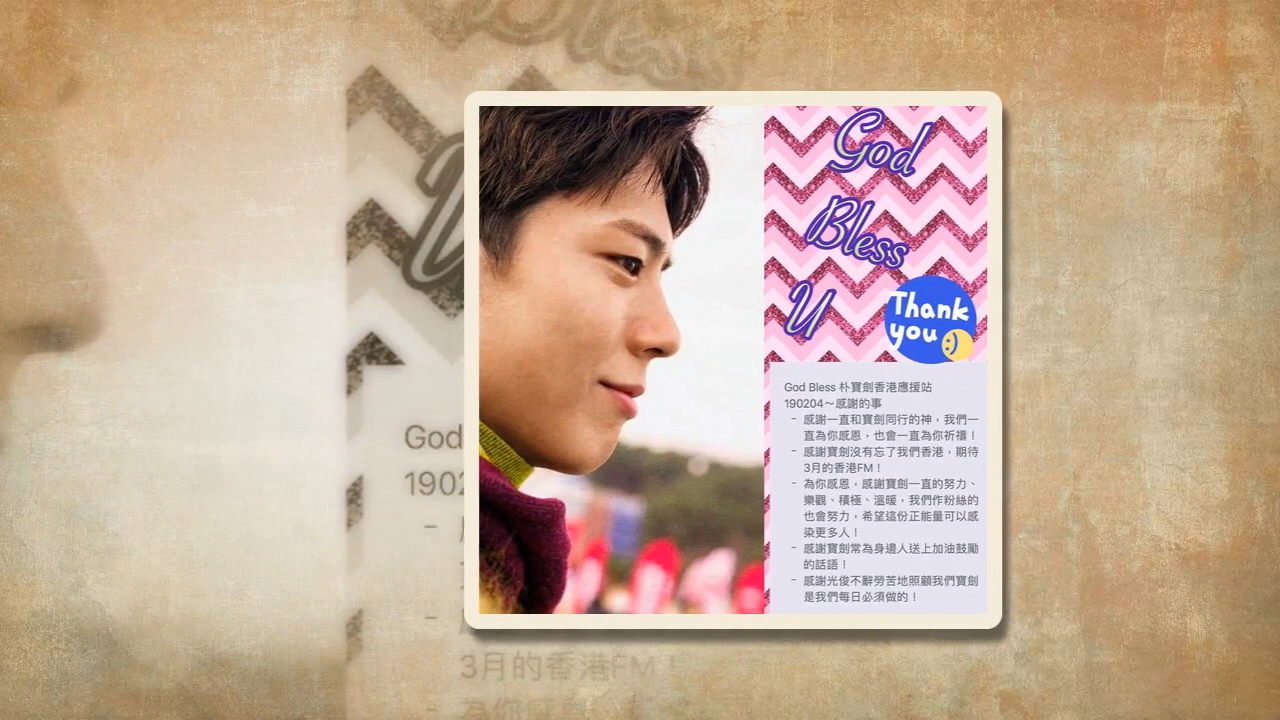 God
Bless
U
Thank
you
God Bless 朴寶劍香港應援站
190204～感謝的事
- 感謝一直和寶劍同行的神，我們一
直為你感恩，也會一直為你祈禱！
- 感謝寶劍沒有忘了我們香港，期待
3月的香港FM！
- 為你感恩，感謝寶劍一直的努力、
樂觀、積極、溫暖，我們作粉絲的
也會努力，希望這份正能量可以感
染更多人！
- 感謝寶劍常為身邊人送上加油鼓勵
的話語！
- 感謝光俊不辭勞苦地照顧我們寶劍
是我們每日必須做的！
Bless
God
190
3月的香港FM！
為你感恩